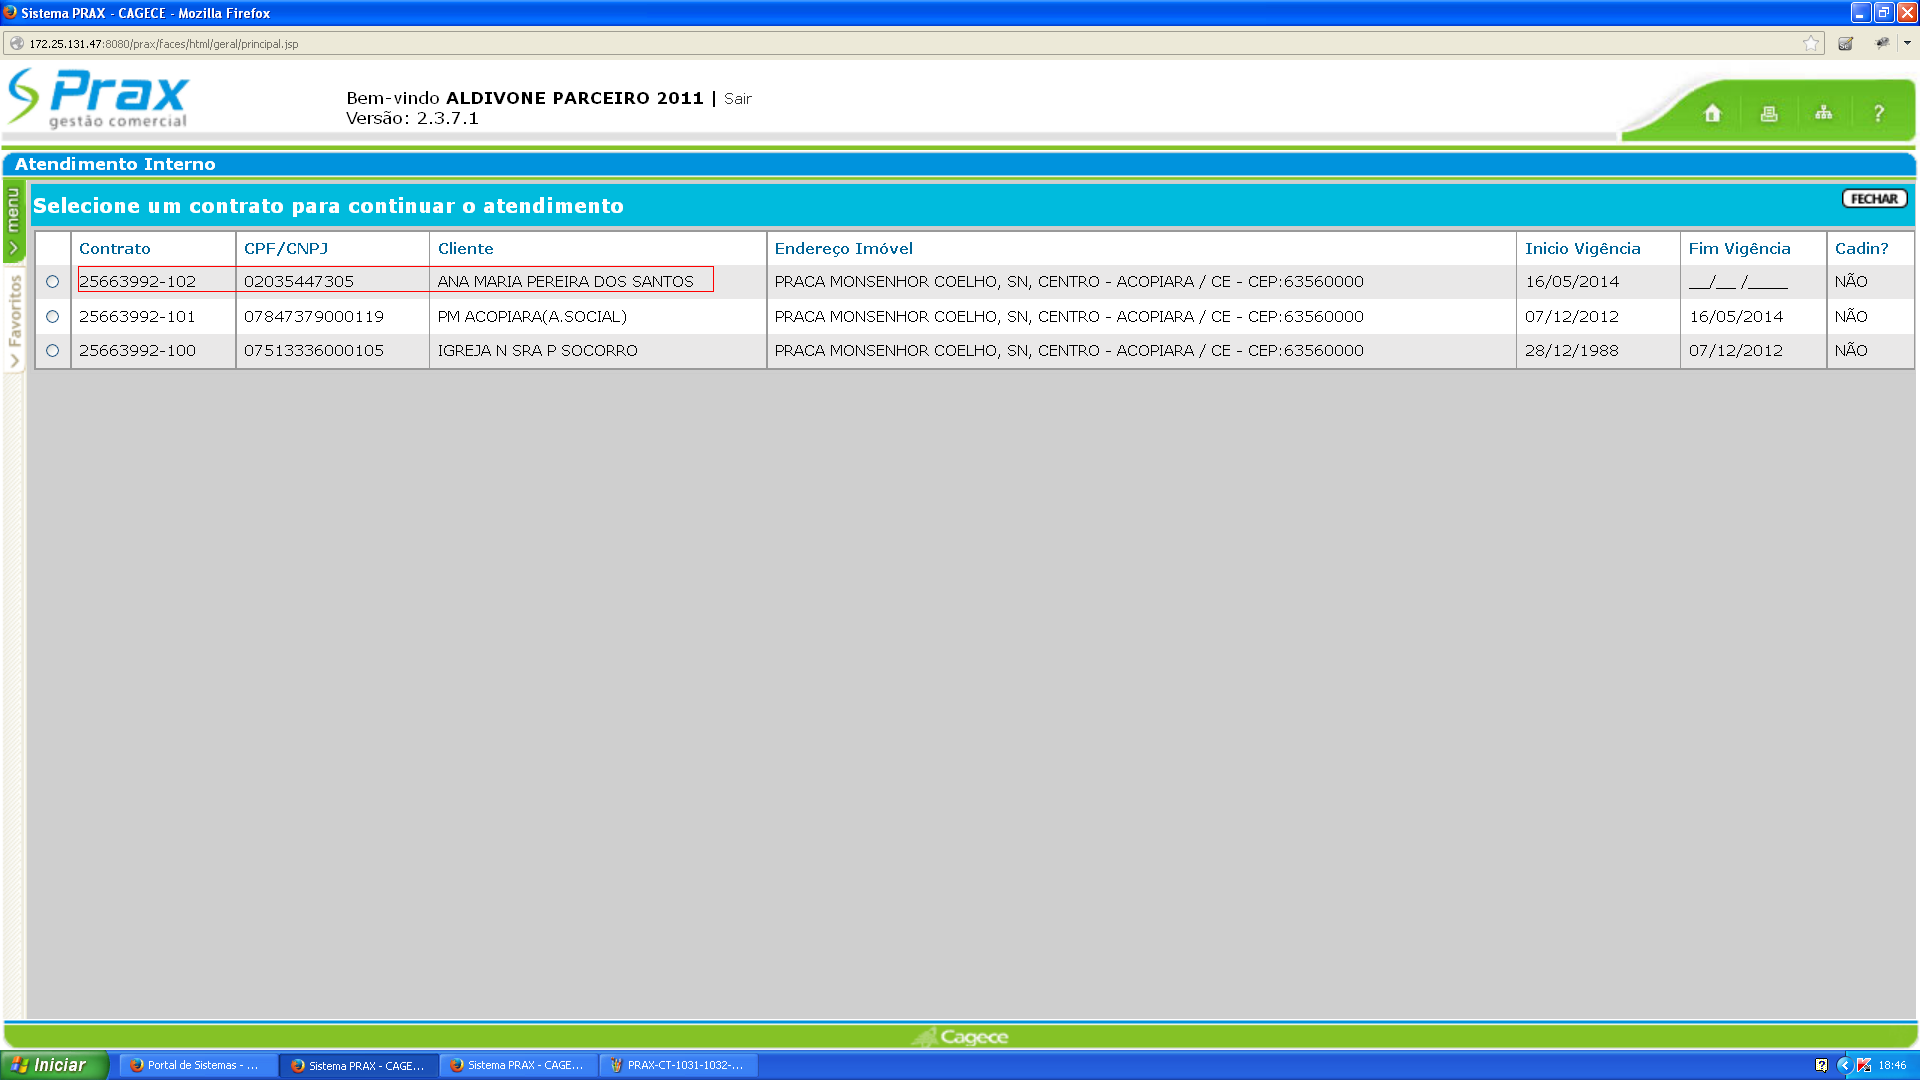 Sistema PRAX - CAGECE - Mozilla Firefox
172.25.131.47:8080/prax/faces/html/geral/principal.jsp
Prax
gestão comercial
Bem-vindo ALDIVONE PARCEIRO 2011 | Sair
Versão: 2.3.7.1
?
Atendimento Interno
menu
Favoritos
Selecione um contrato para continuar o atendimento
FECHAR
Contrato CPF/CNPJ Cliente Endereço Imóvel Inicio Vigência Fim Vigência Cadin?
25663992-102 02035447305 ANA MARIA PEREIRA DOS SANTOS PRACA MONSENHOR COELHO, SN, CENTRO - ACOPIARA / CE - CEP:63560000 16/05/2014 __/__ /____ NÃO
25663992-101 07847379000119 PM ACOPIARA(A.SOCIAL) PRACA MONSENHOR COELHO, SN, CENTRO - ACOPIARA / CE - CEP:63560000 07/12/2012 16/05/2014 NÃO
25663992-100 07513336000105 IGREJA N SRA P SOCORRO PRACA MONSENHOR COELHO, SN, CENTRO - ACOPIARA / CE - CEP:63560000 28/12/1988 07/12/2012 NÃO
Cagece
Iniciar
Portal de Sistemas - ...
Sistema PRAX - CAGE...
Sistema PRAX - CAGE...
PRAX-CT-1031-1032-...
18:46